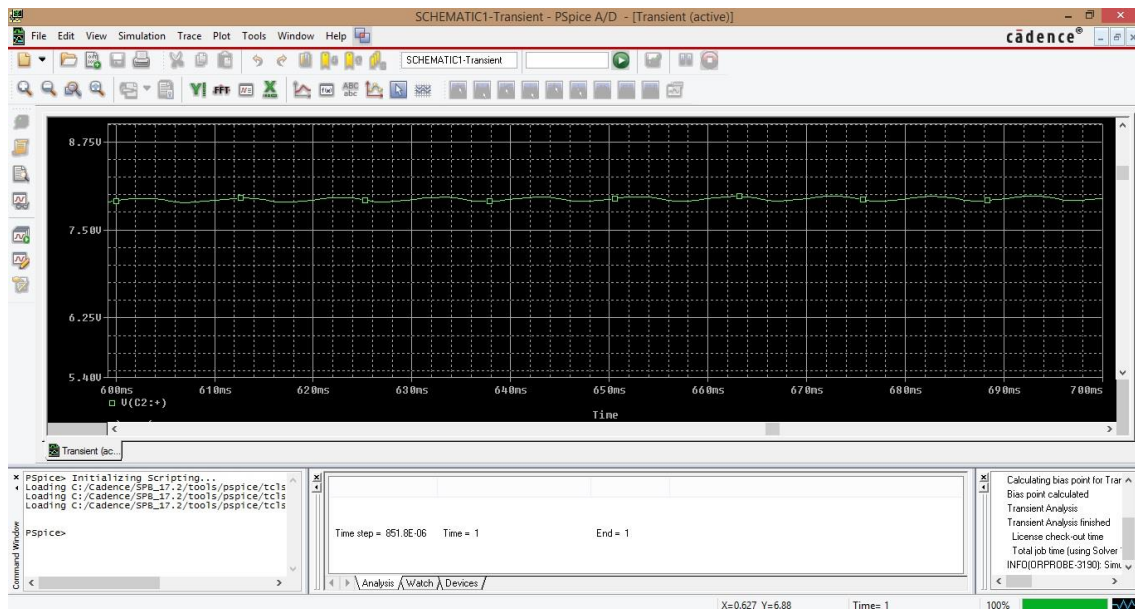 SCHEMATIC1-Transient - PSpice A/D - [Transient (active)]
File Edit View Simulation Trace Plot Tools Window Help
cādence®
SCHEMATIC1-Transient
8.75V
7.50V
6.25V
5.40V
600ms 610ms 620ms 630ms 640ms 650ms 660ms 670ms 680ms 690ms 700ms
V(C2:+)
Time
Transient (ac...
PSpice> Initializing Scripting...
Loading C:/Cadence/SPB_17.2/tools/pspice/tcls
Loading C:/Cadence/SPB_17.2/tools/pspice/tcls
Loading C:/Cadence/SPB_17.2/tools/pspice/tcls
PSpice>
Command Window
Time step = 851.8E-06 Time = 1 End = 1
Analysis Watch Devices
Calculating bias point for Tran
Bias point calculated
Transient Analysis
Transient Analysis finished
License check-out time
Total job time (using Solver
INFO(ORPROBE-3190): Simu
X=0.627 Y=6.88 Time= 1 100%